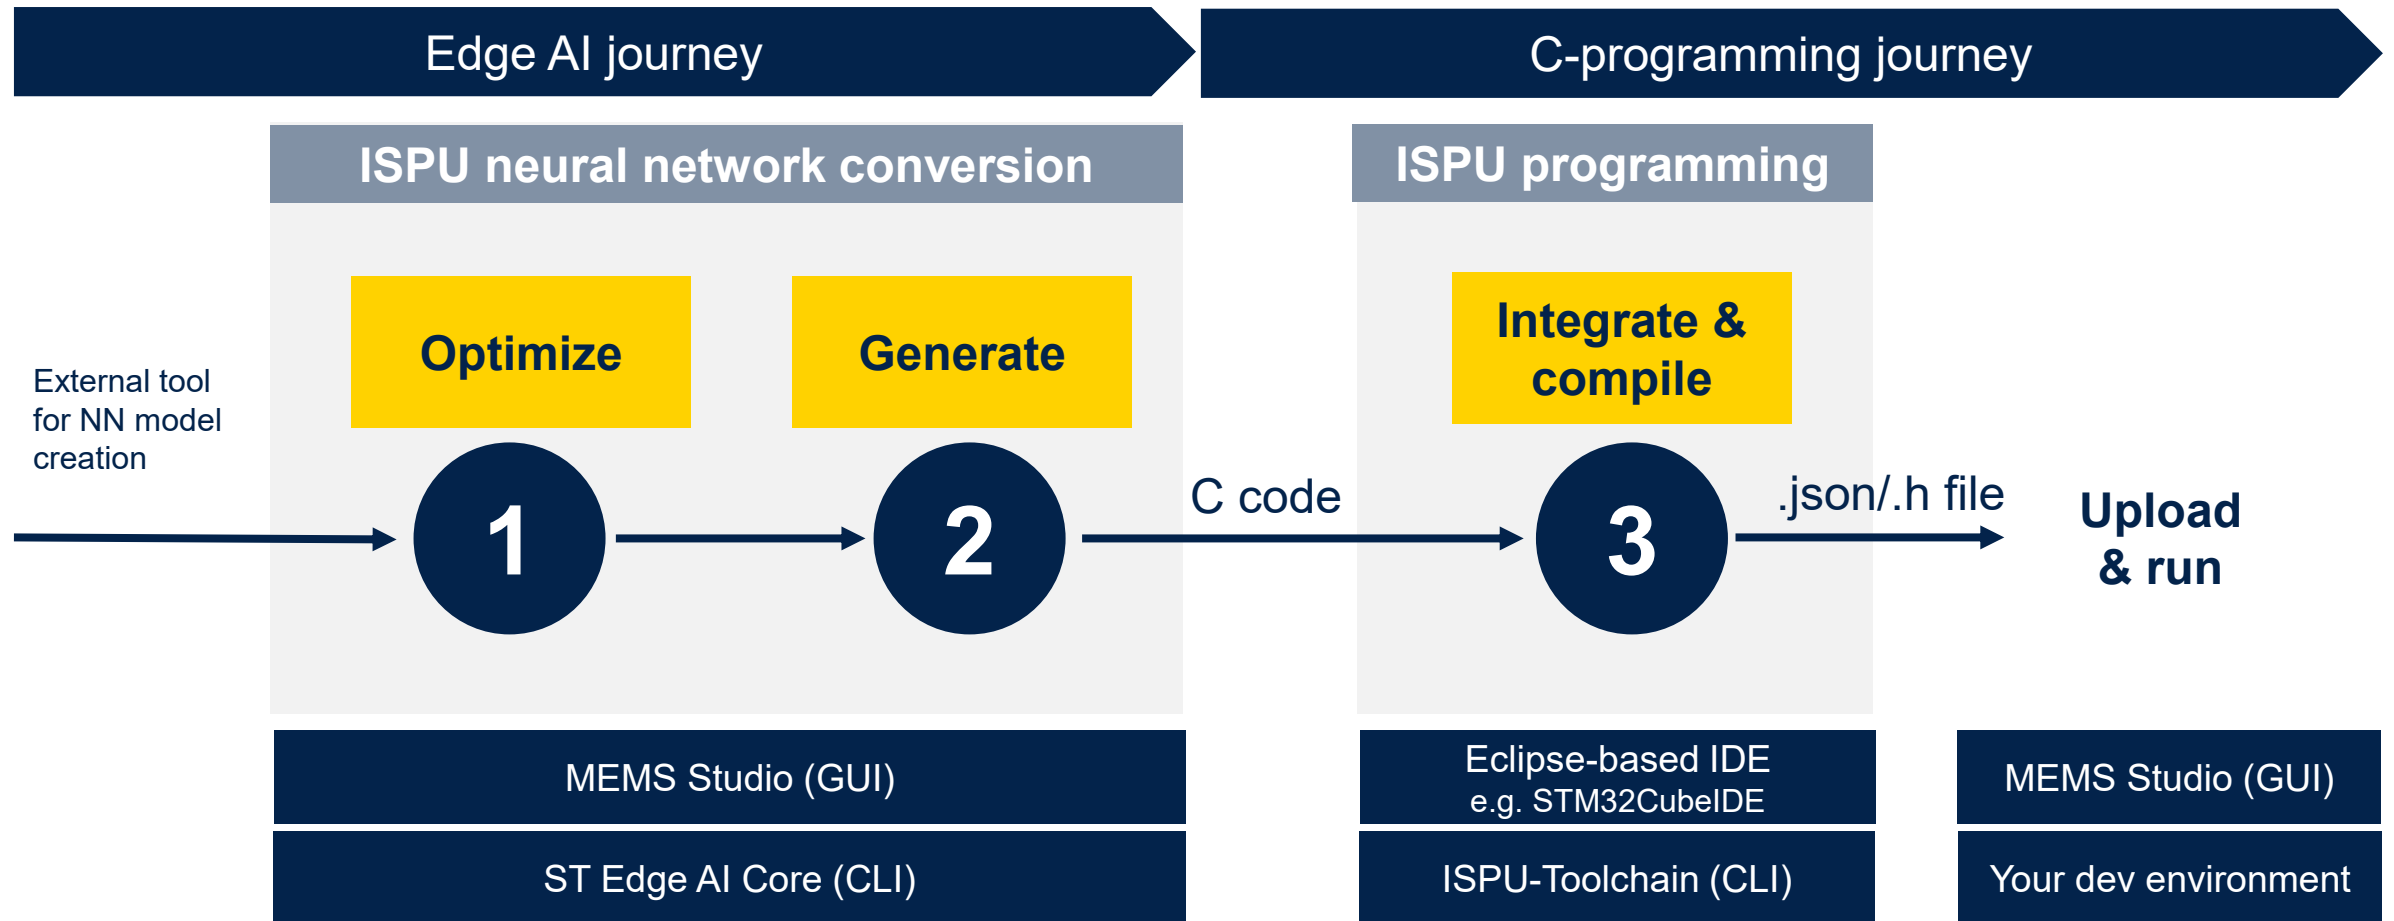 Edge AI journey
C-programming journey
ISPU neural network conversion
ISPU programming
Optimize
Generate
Integrate &
compile
External tool
for NN model
creation
1
2
C code
3
.json/.h file
Upload
& run
MEMS Studio (GUI)
Eclipse-based IDE
e.g. STM32CubeIDE
MEMS Studio (GUI)
ST Edge AI Core (CLI)
ISPU-Toolchain (CLI)
Your dev environment